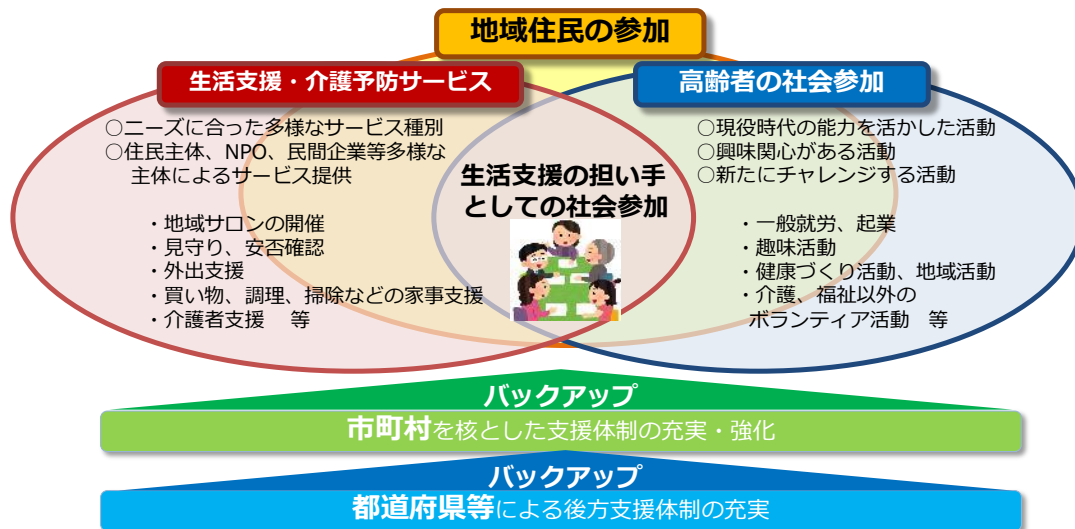 地域住民の参加
生活支援・介護予防サービス
○ニーズに合った多様なサービス種別
○住民主体、NPO、民間企業等多様な
主体によるサービス提供
・地域サロンの開催
・見守り、安否確認
・外出支援
・買い物、調理、掃除などの家事支援
・介護者支援　等
生活支援の担い手
としての社会参加
高齢者の社会参加
○現役時代の能力を活かした活動
○興味関心がある活動
○新たにチャレンジする活動
・一般就労、起業
・趣味活動
・健康づくり活動、地域活動
・介護、福祉以外の
ボランティア活動　等
バックアップ
市町村を核とした支援体制の充実・強化
バックアップ
都道府県等による後方支援体制の充実